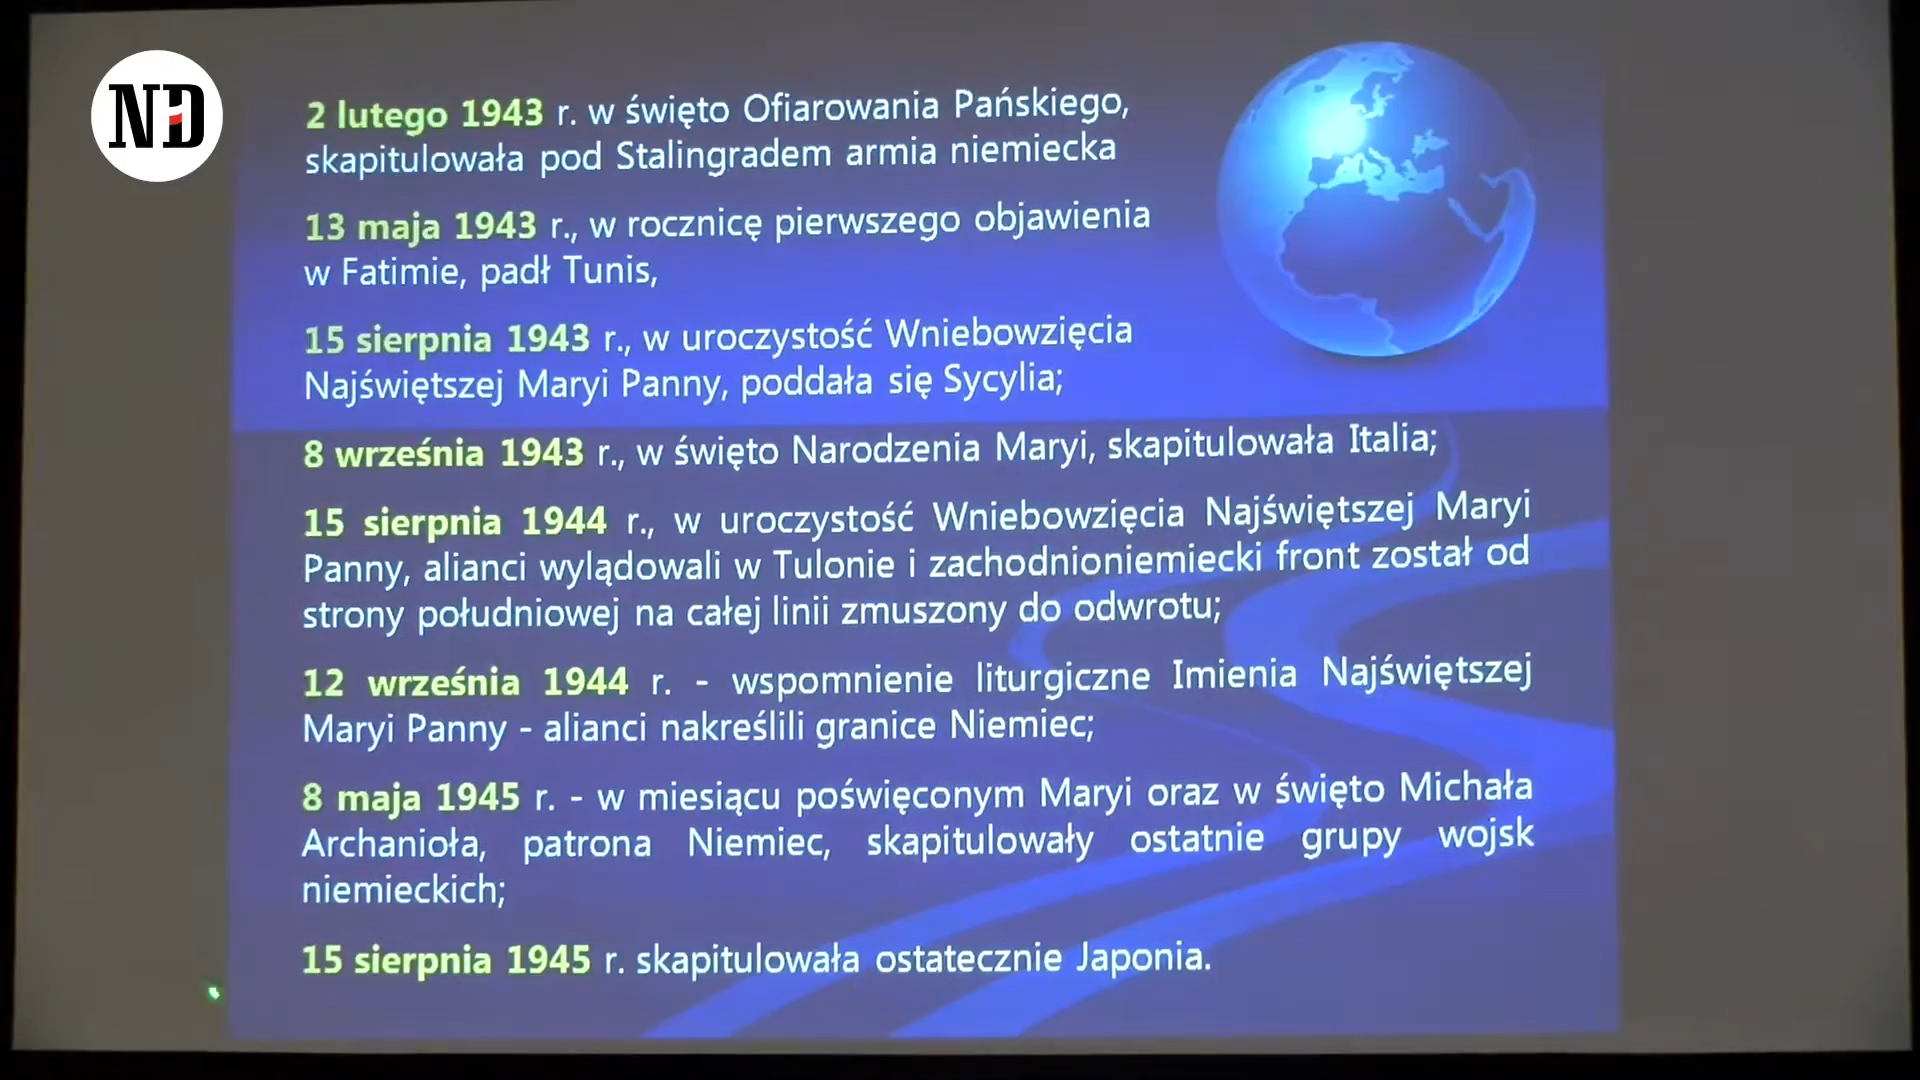 ND
2 lutego 1943 r. w święto Ofiarowania Pańskiego,
skapitulowała pod Stalingradem armia niemiecka
13 maja 1943 r., w rocznicę pierwszego objawienia
w Fatimie, padł Tunis,
15 sierpnia 1943 r., w uroczystość Wniebowzięcia
Najświętszej Maryi Panny, poddała się Sycylia;
8 września 1943 r., w święto Narodzenia Maryi, skapitulowała Italia;
15 sierpnia 1944 r., w uroczystość Wniebowzięcia Najświętszej Maryi
Panny, alianci wylądowali w Tulonie i zachodnioniemiecki front został od
strony południowej na całej linii zmuszony do odwrotu;
12 września 1944 r. - wspomnienie liturgiczne Imienia Najświętszej
Maryi Panny - alianci nakreślili granice Niemiec;
8 maja 1945 r. - w miesiącu poświęconym Maryi oraz w święto Michała
Archanioła, patrona Niemiec, skapitulowały ostatnie grupy wojsk
niemieckich;
15 sierpnia 1945 r. skapitulowała ostatecznie Japonia.